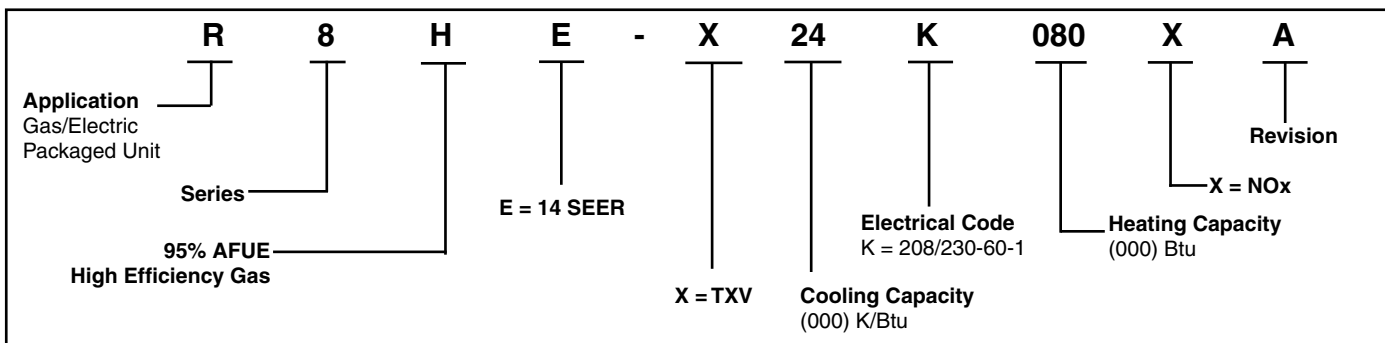 R 8 H E - X 24 K 080 X A
Application
Gas/Electric
Packaged Unit
Series
95% AFUE
High Efficiency Gas
E = 14 SEER
X = TXV
Cooling Capacity
(000) K/Btu
Electrical Code
K = 208/230-60-1
Heating Capacity
(000) Btu
X = NOx
Revision